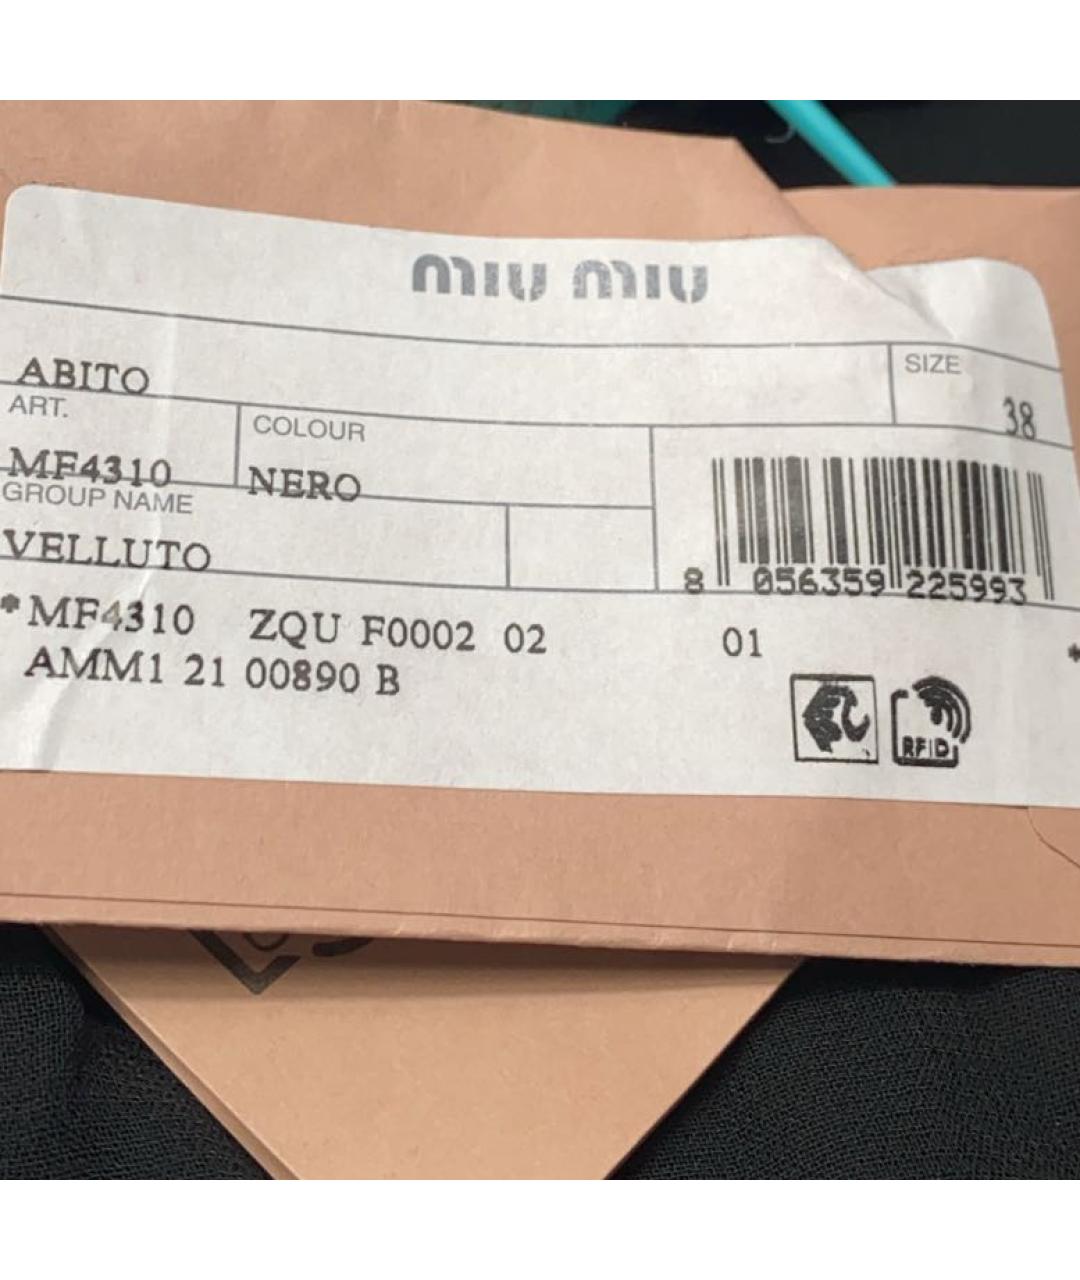 miu miu
ABITO
SIZE
38
ART.
MF4310
COLOUR
NERO
GROUP NAME
VELLUTO
8 056359 225993
*MF4310 ZQU F0002 02 01 *
AMM1 21 00890 B
RFID